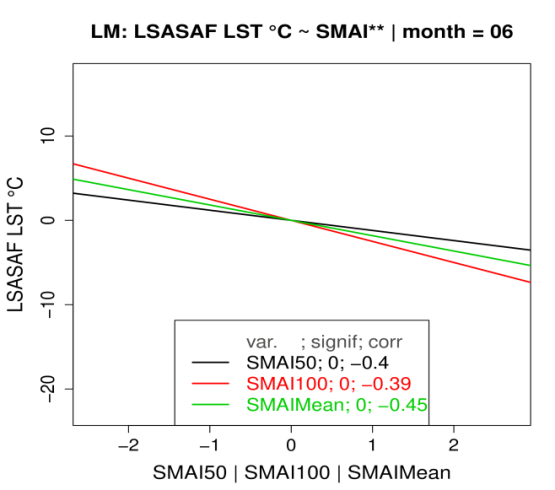 LM: LSASAF LST °C ~ SMAI** | month = 06
LSASAF LST °C
10
0
−10
−20
var. ; signif; corr
SMAI50; 0; −0.4
SMAI100; 0; −0.39
SMAIMean; 0; −0.45
−2 −1 0 1 2
SMAI50 | SMAI100 | SMAIMean